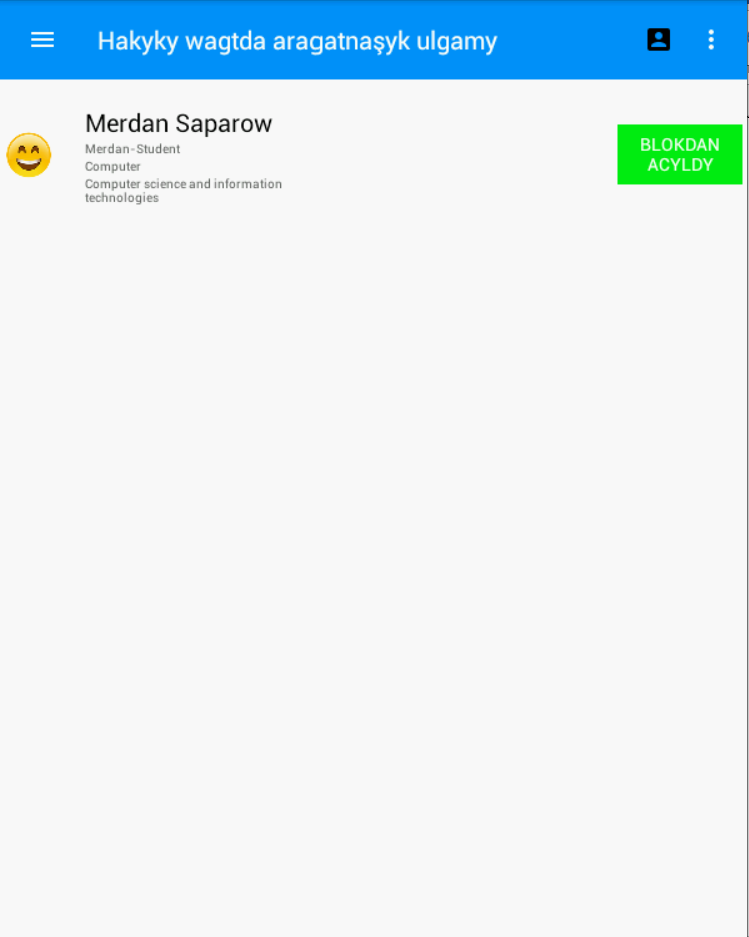 Hakyky wagtda aragatnaşyk ulgamy
Merdan Saparow
Merdan-Student
Computer
Computer science and information
technologies
BLOKDAN
ACYLDY